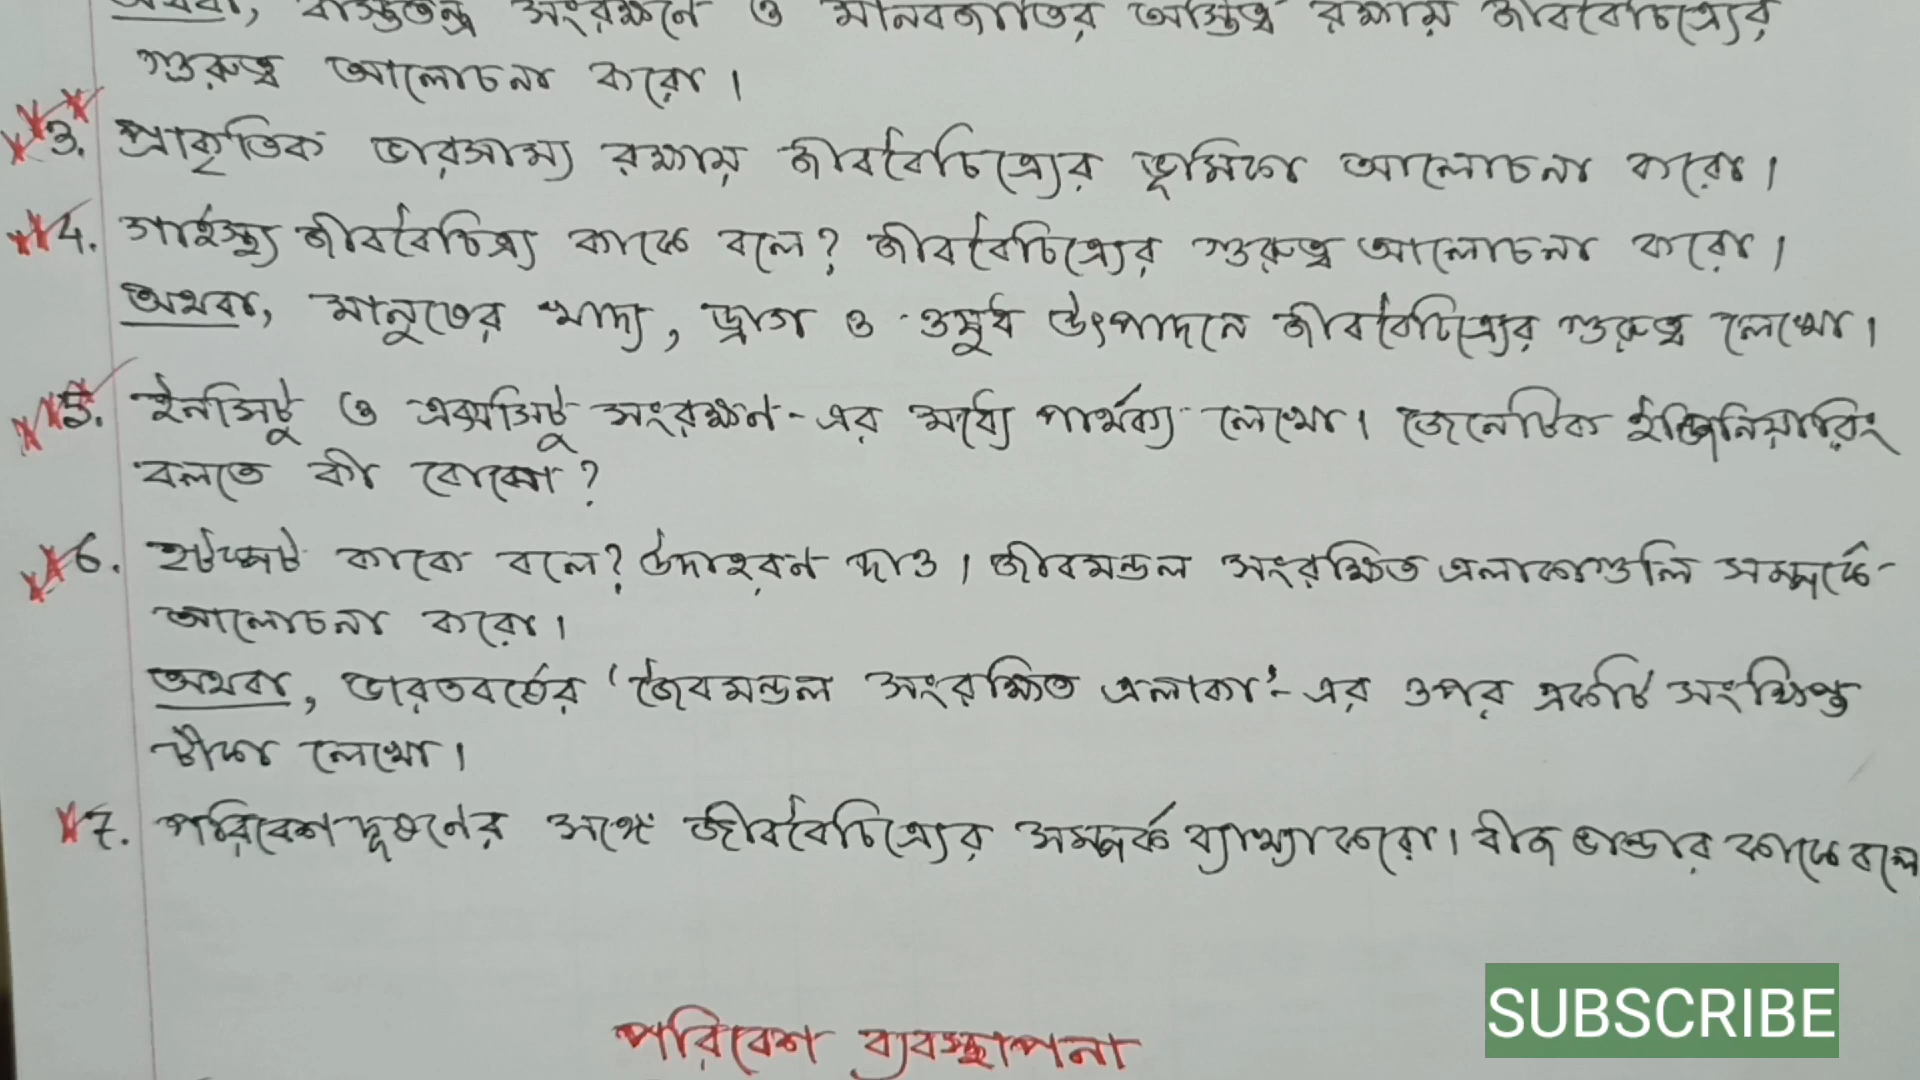 অথবা, বাস্তুতন্ত্র সংরক্ষনে ও মানবজাতির অস্তিত্ব রক্ষায় জীববৈচিত্র্যের
গুরুত্ব আলোচনা করো।
3. প্রাকৃতিক ভারসাম্য রক্ষায় জীববৈচিত্র্যের ভূমিকা আলোচনা করো।
4. গার্হস্থ্য জীববৈচিত্র্য কাকে বলে? জীববৈচিত্র্যের গুরুত্ব আলোচনা করো।
অথবা, মানুষের খাদ্য, ড্রাগ ও ওষুধ উৎপাদনে জীববৈচিত্র্যের গুরুত্ব লেখো।
5. ইনসিটু ও এক্সসিটু সংরক্ষন-এর মধ্যে পার্থক্য লেখো। জেনেটিক ইঞ্জিনিয়ারিং
বলতে কী বোঝো?
6. হটস্পট কাকে বলে? উদাহরণ দাও। জীবমন্ডল সংরক্ষিত এলাকাগুলি সম্পর্কে
আলোচনা করো।
অথবা, ভারতবর্ষের 'জৈবমন্ডল সংরক্ষিত এলাকা'-এর ওপর একটি সংক্ষিপ্ত
টীকা লেখো।
7. পরিবেশ দূষনের সঙ্গে জীববৈচিত্র্যের সম্পর্ক ব্যাখ্যা করো। বীজ ভান্ডার কাকে বলে
পরিবেশ ব্যবস্থাপনা
SUBSCRIBE